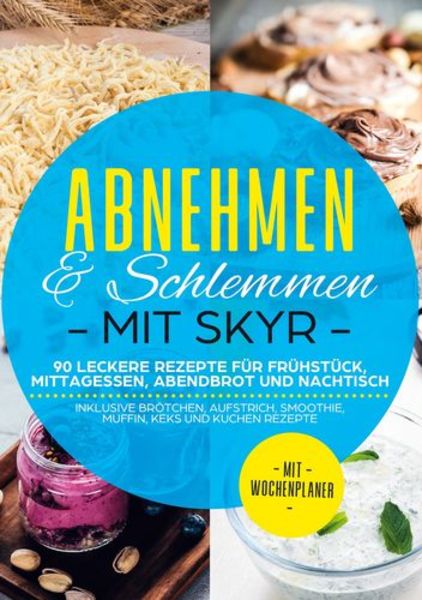 ABNEHMEN
& Schlemmen
- MIT SKYR -
90 LECKERE REZEPTE FÜR FRÜHSTÜCK,
MITTAGESSEN, ABENDBROT UND NACHTISCH
INKLUSIVE BRÖTCHEN, AUFSTRICH, SMOOTHIE,
MUFFIN, KEKS UND KUCHEN REZEPTE
- MIT -
WOCHENPLANER
-